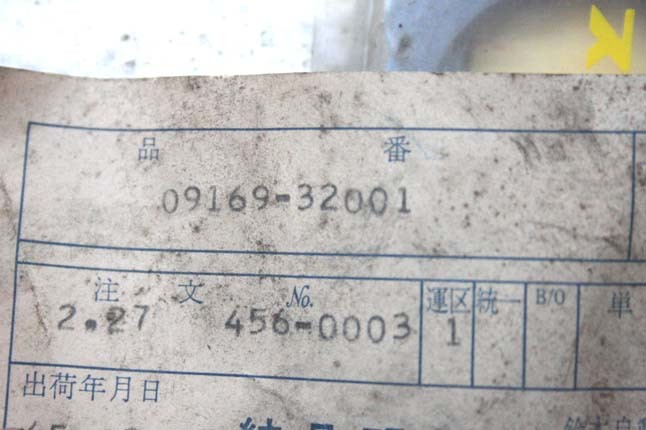 品 番
09169-32001
注 文 No. 運区 統一 B/O 単
2.27 456-0003 1
出荷年月日